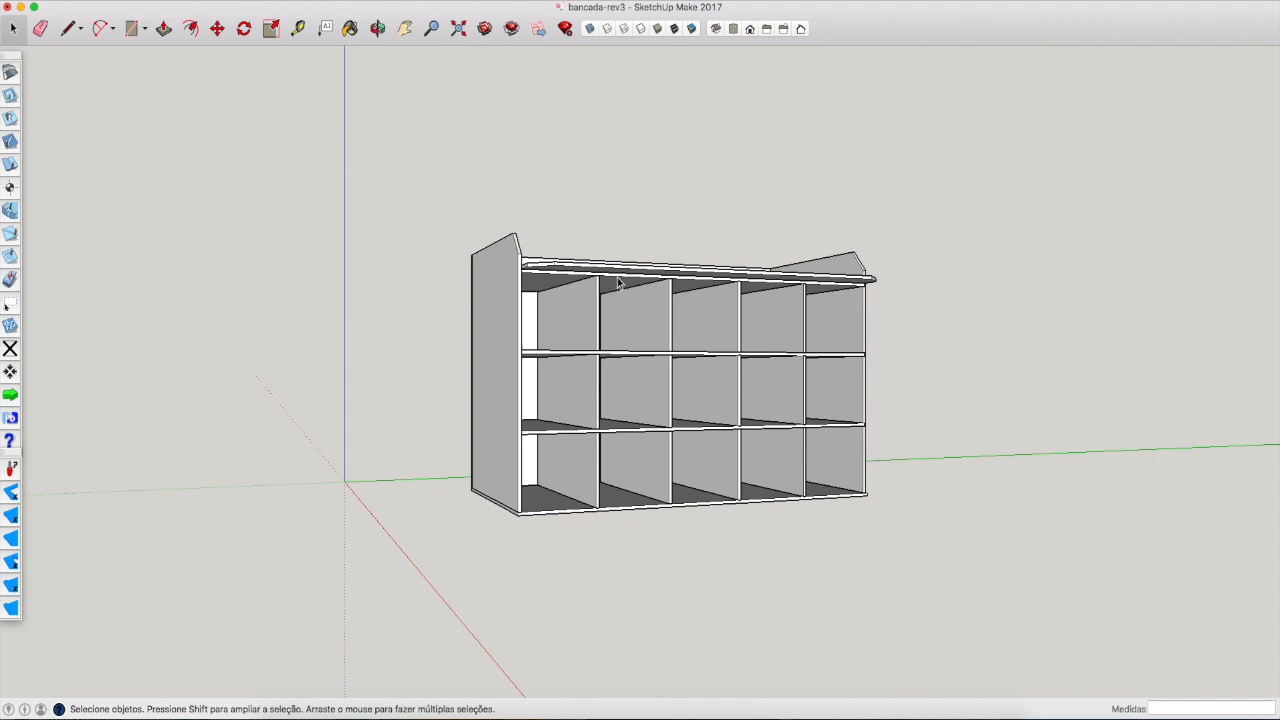 bancada-rev3 - SketchUp Make 2017
A1
?
Selecione objetos. Pressione Shift para ampliar a seleção. Arraste o mouse para fazer múltiplas seleções.
Medidas